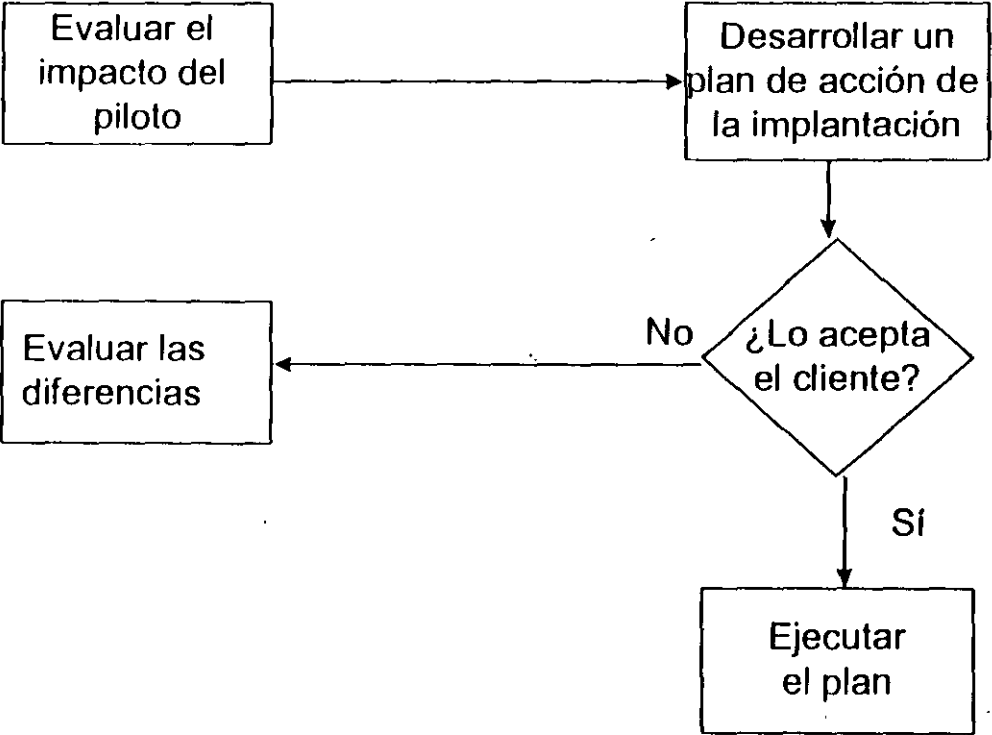 Evaluar el
impacto del
piloto
Desarrollar un
plan de acción de
la implantación
¿Lo acepta
el cliente?
No
Evaluar las
diferencias
Sí
Ejecutar
el plan